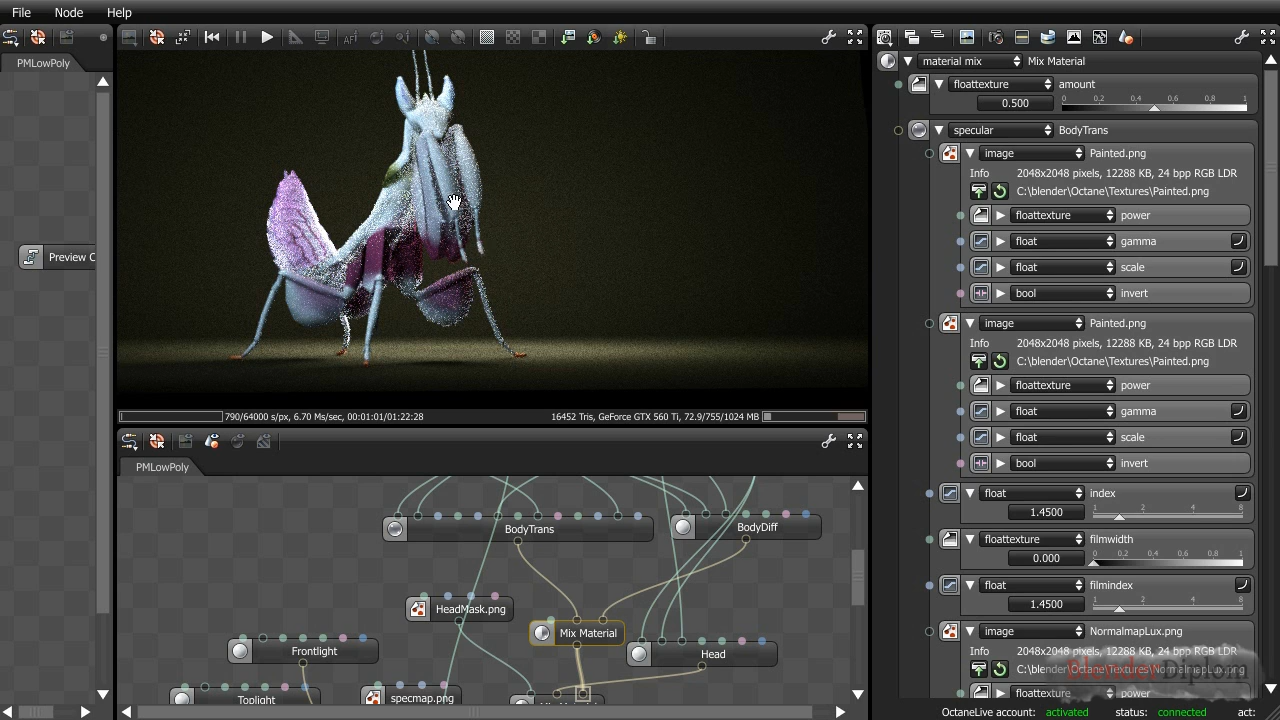 File Node Help
PMLowPoly
Preview C
790/64000 s/px, 6.70 Ms/sec, 00:01:01/01:22:28
16452 Tris, GeForce GTX 560 Ti, 72.9/755/1024 MB
PMLowPoly
BodyTrans
BodyDiff
HeadMask.png
Mix Material
Frontlight
Head
Toplight
specmap.png
material mix Mix Material
floattexture amount
0.500 0 0.2 0.4 0.6 0.8 1
specular BodyTrans
image Painted.png
Info 2048x2048 pixels, 12288 KB, 24 bpp RGB LDR
C:\blender\Octane\Textures\Painted.png
floattexture power
float gamma
float scale
bool invert
image Painted.png
Info 2048x2048 pixels, 12288 KB, 24 bpp RGB LDR
C:\blender\Octane\Textures\Painted.png
floattexture power
float gamma
float scale
bool invert
float index
1.4500 1 2 4 6 8
floattexture filmwidth
0.000 0 0.2 0.4 0.6 0.8 1
float filmindex
1.4500 1 2 4 6 8
image NormalmapLux.png
Info 2048x2048 pixels, 12288 KB, 24 bpp RGB LDR
C:\blender\Octane\Textures\NormalmapLux.png
BlenderDiplom
floattexture power
OctaneLive account: activated status: connected act: